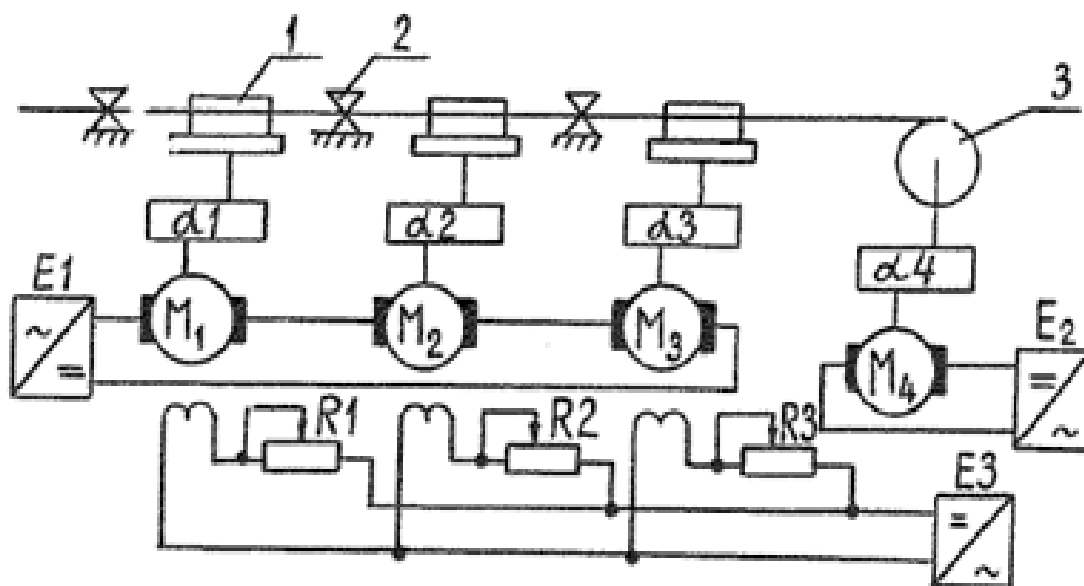 1 2 3
α1 α2 α3
α4
E1 M1 M2 M3 E2
~ = M4 = ~
R1 R2 R3
E3
= ~